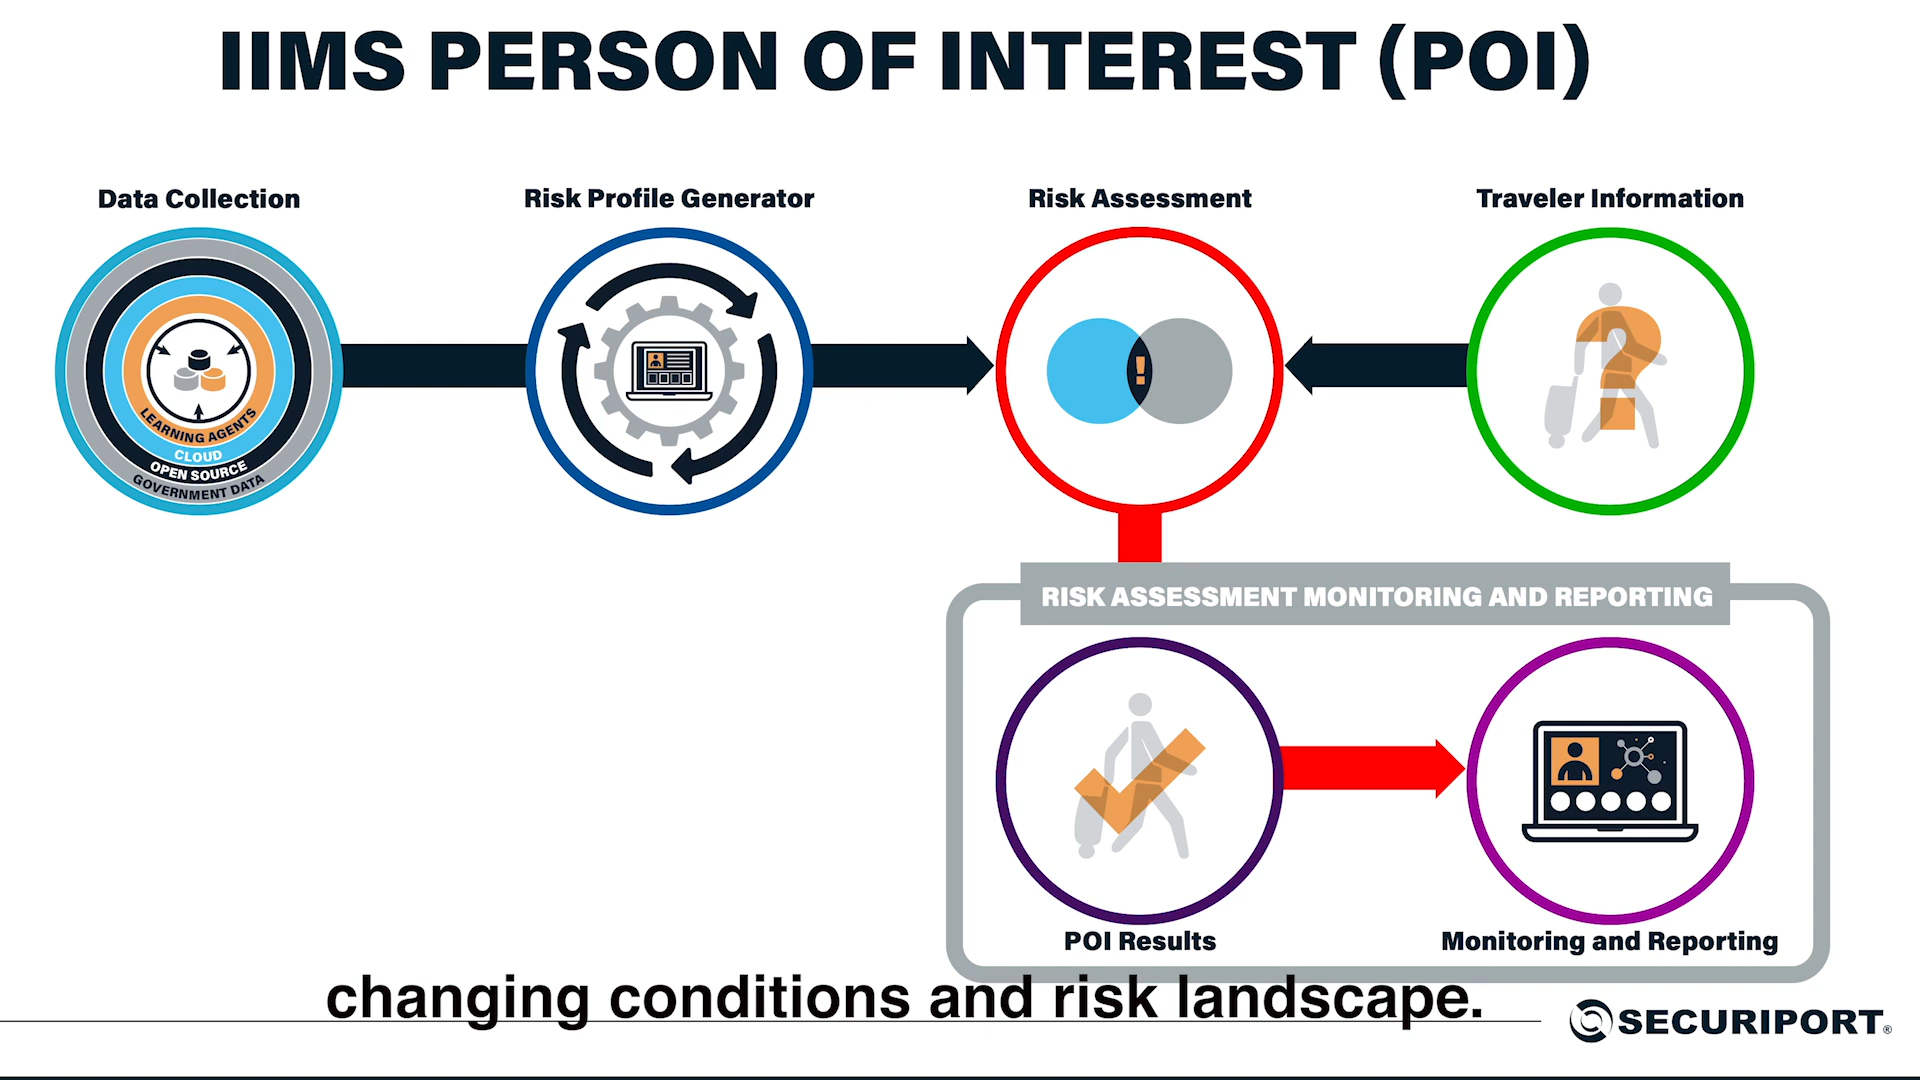 IIMS PERSON OF INTEREST (POI)
Data Collection
Risk Profile Generator
Risk Assessment
Traveler Information
LEARNING AGENTS
CLOUD
OPEN SOURCE
GOVERNMENT DATA
!
?
RISK ASSESSMENT MONITORING AND REPORTING
POI Results
Monitoring and Reporting
changing conditions and risk landscape.
SECURIPORT®